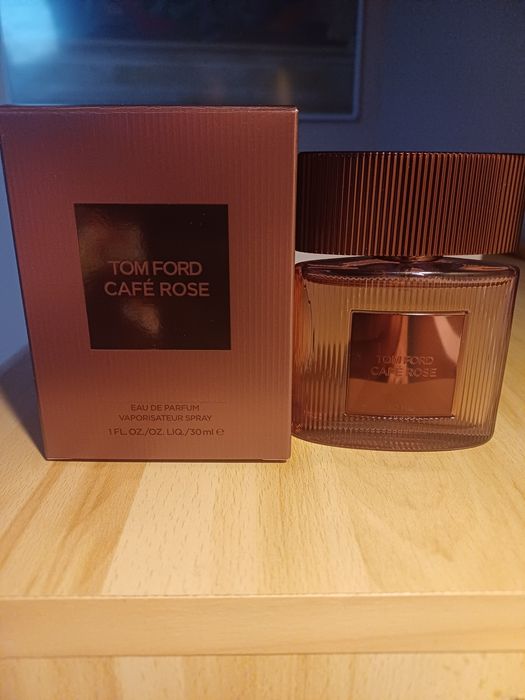 TOM FORD
CAFÉ ROSE
EAU DE PARFUM
VAPORISATEUR SPRAY
1 FL. OZ./OZ. LIQ./30 ml ℮
TOM FORD
CAFÉ ROSE